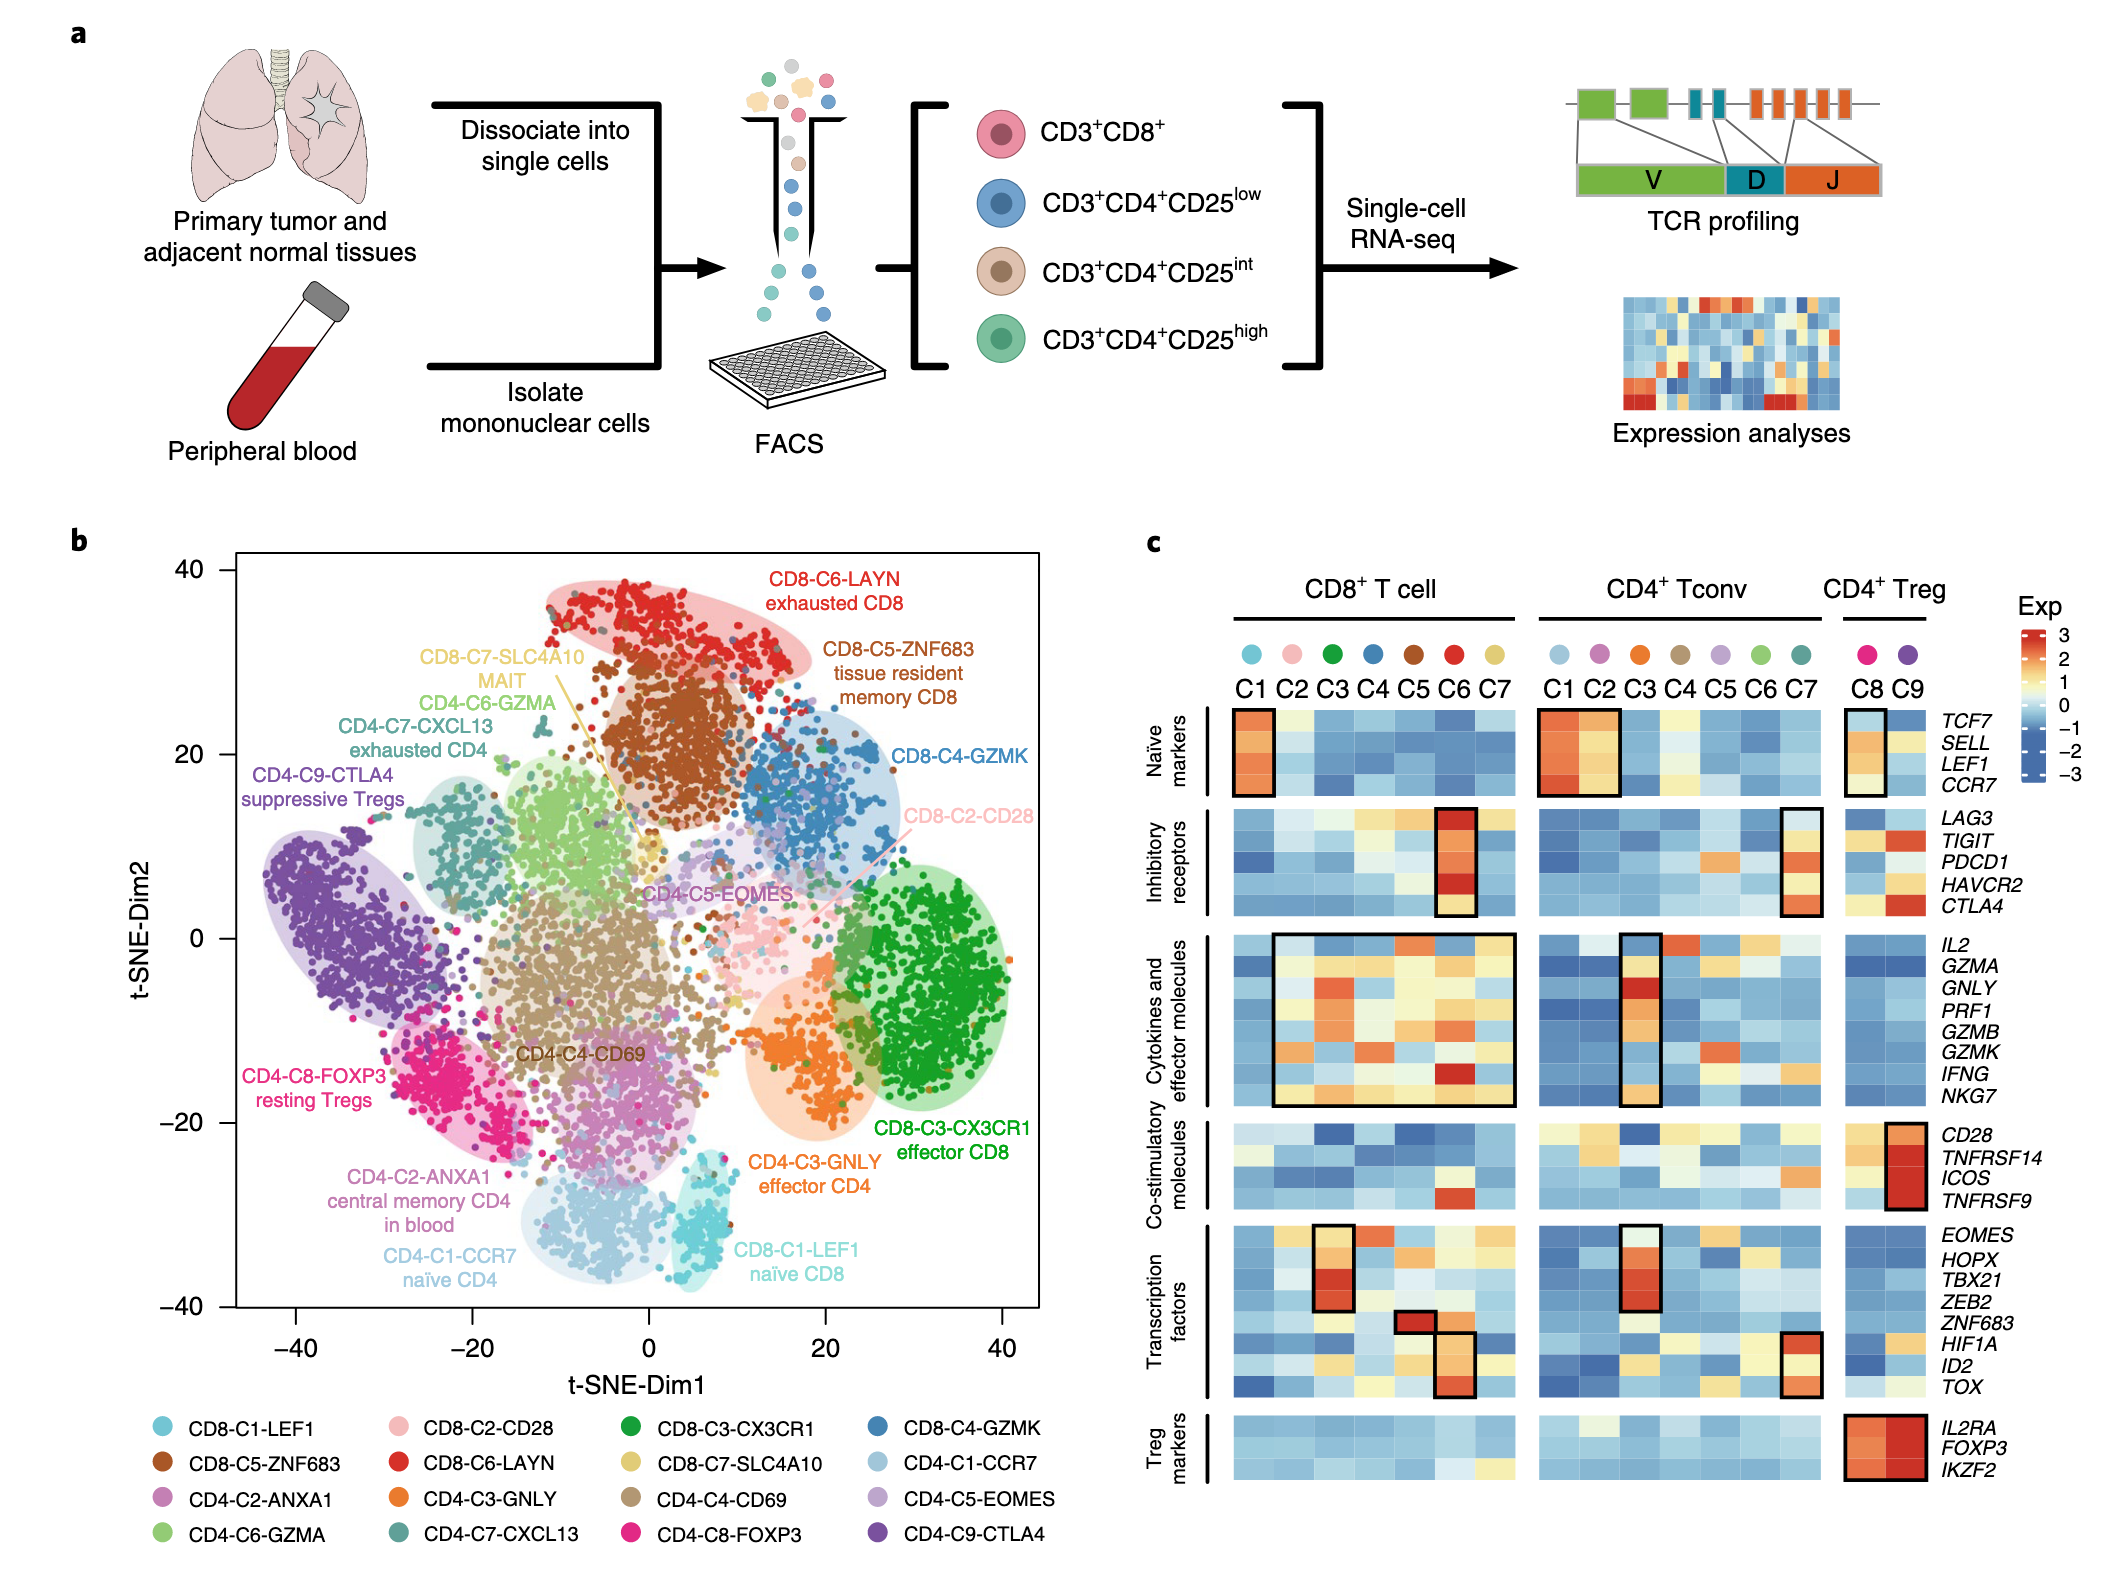 a
Primary tumor and
adjacent normal tissues
Peripheral blood
Dissociate into
single cells
Isolate
mononuclear cells
FACS
CD3+CD8+
CD3+CD4+CD25low
CD3+CD4+CD25int
CD3+CD4+CD25high
Single-cell
RNA-seq
V D J
TCR profiling
Expression analyses
b
t-SNE-Dim2
40
20
0
−20
−40
−40 −20 0 20 40
t-SNE-Dim1
CD8-C6-LAYN
exhausted CD8
CD8-C7-SLC4A10
MAIT
CD8-C5-ZNF683
tissue resident
memory CD8
CD4-C6-GZMA
CD4-C7-CXCL13
exhausted CD4
CD8-C4-GZMK
CD4-C9-CTLA4
suppressive Tregs
CD8-C2-CD28
CD4-C5-EOMES
CD4-C4-CD69
CD4-C8-FOXP3
resting Tregs
CD8-C3-CX3CR1
effector CD8
CD4-C3-GNLY
effector CD4
CD4-C2-ANXA1
central memory CD4
in blood
CD4-C1-CCR7
naïve CD4
CD8-C1-LEF1
naïve CD8
CD8-C1-LEF1 CD8-C2-CD28 CD8-C3-CX3CR1 CD8-C4-GZMK
CD8-C5-ZNF683 CD8-C6-LAYN CD8-C7-SLC4A10 CD4-C1-CCR7
CD4-C2-ANXA1 CD4-C3-GNLY CD4-C4-CD69 CD4-C5-EOMES
CD4-C6-GZMA CD4-C7-CXCL13 CD4-C8-FOXP3 CD4-C9-CTLA4
c
CD8+ T cell CD4+ Tconv CD4+ Treg
C1 C2 C3 C4 C5 C6 C7 C1 C2 C3 C4 C5 C6 C7 C8 C9
Exp
3
2
1
0
−1
−2
−3
Naïve
markers
TCF7
SELL
LEF1
CCR7
Inhibitory
receptors
LAG3
TIGIT
PDCD1
HAVCR2
CTLA4
Cytokines and
effector molecules
IL2
GZMA
GNLY
PRF1
GZMB
GZMK
IFNG
NKG7
Co-stimulatory
molecules
CD28
TNFRSF14
ICOS
TNFRSF9
Transcription
factors
EOMES
HOPX
TBX21
ZEB2
ZNF683
HIF1A
ID2
TOX
Treg
markers
IL2RA
FOXP3
IKZF2